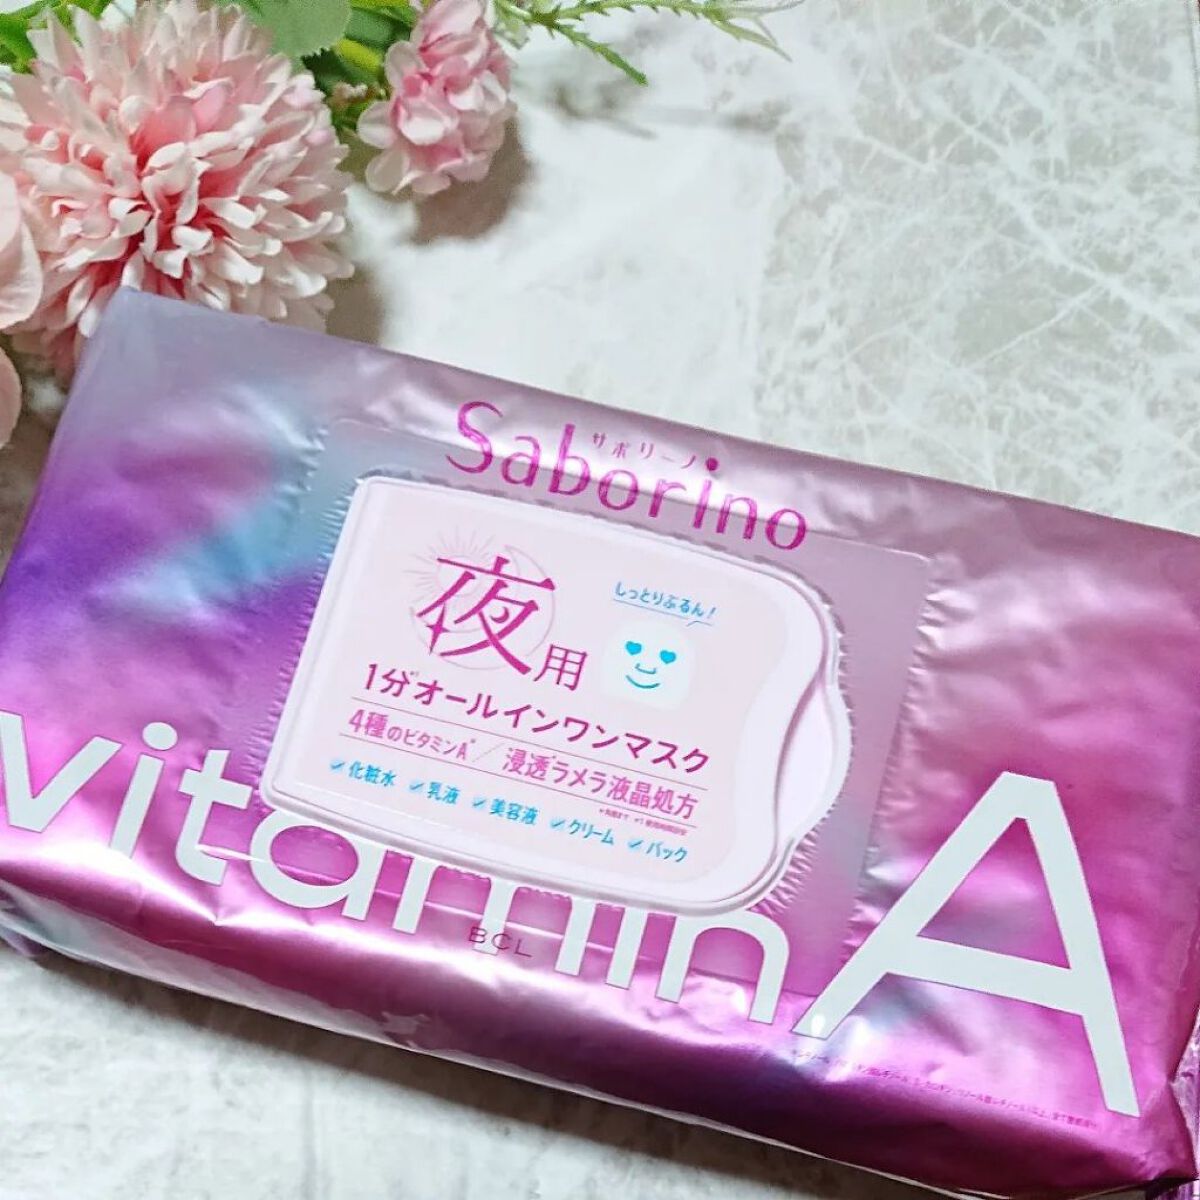 サボリーノ
Saborino
夜用
しっとりぷるん!
1分オールインワンマスク
4種のビタミンA / 浸透ラメラ液晶処方
化粧水 乳液 美容液 クリーム パック
vitamin A
BCL